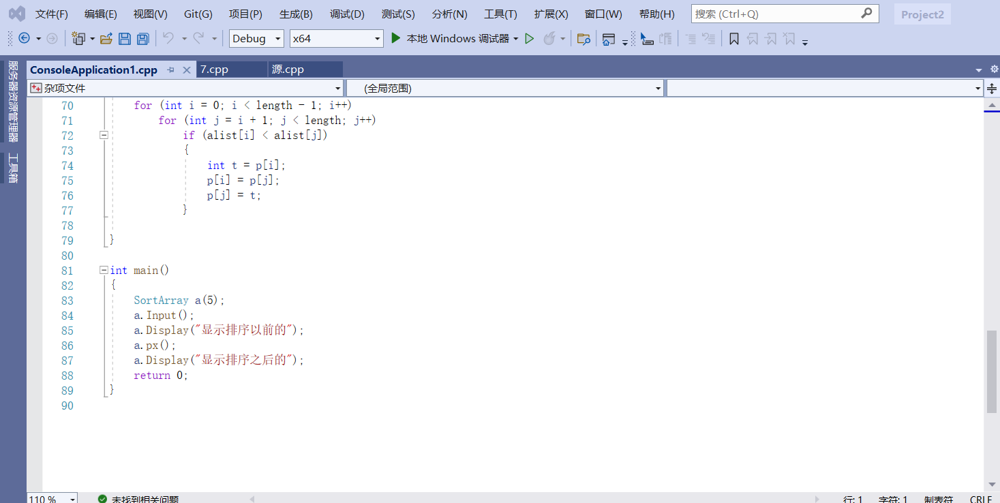 文件(F) 编辑(E) 视图(V) Git(G) 项目(P) 生成(B) 调试(D) 测试(S) 分析(N) 工具(T) 扩展(X) 窗口(W) 帮助(H) 搜索 (Ctrl+Q) Project2
Debug x64 本地 Windows 调试器
服务器资源管理器
工具箱
ConsoleApplication1.cpp 7.cpp 源.cpp
杂项文件 (全局范围)
70 for (int i = 0; i < length - 1; i++)
71 for (int j = i + 1; j < length; j++)
72 if (alist[i] < alist[j])
73 {
74 int t = p[i];
75 p[i] = p[j];
76 p[j] = t;
77 }
78
79 }
80
81 int main()
82 {
83 SortArray a(5);
84 a.Input();
85 a.Display("显示排序以前的");
86 a.px();
87 a.Display("显示排序之后的");
88 return 0;
89 }
90
110 % 未找到相关问题 行: 1 字符: 1 制表符 CRLF